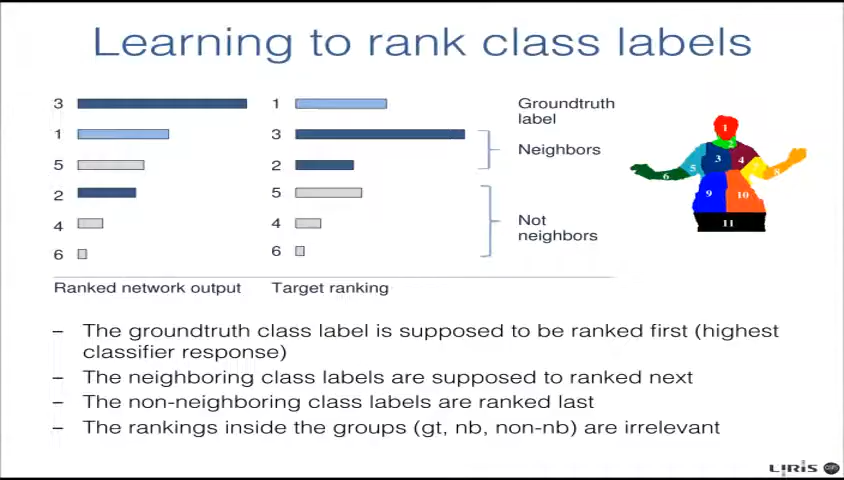 Learning to rank class labels
3
1
5
2
4
6
1
3
2
5
4
6
Groundtruth
label
Neighbors
Not
neighbors
1
2
3
4
5
6
8
9
10
11
Ranked network output
Target ranking
– The groundtruth class label is supposed to be ranked first (highest
classifier response)
– The neighboring class labels are supposed to ranked next
– The non-neighboring class labels are ranked last
– The rankings inside the groups (gt, nb, non-nb) are irrelevant
LIRIS